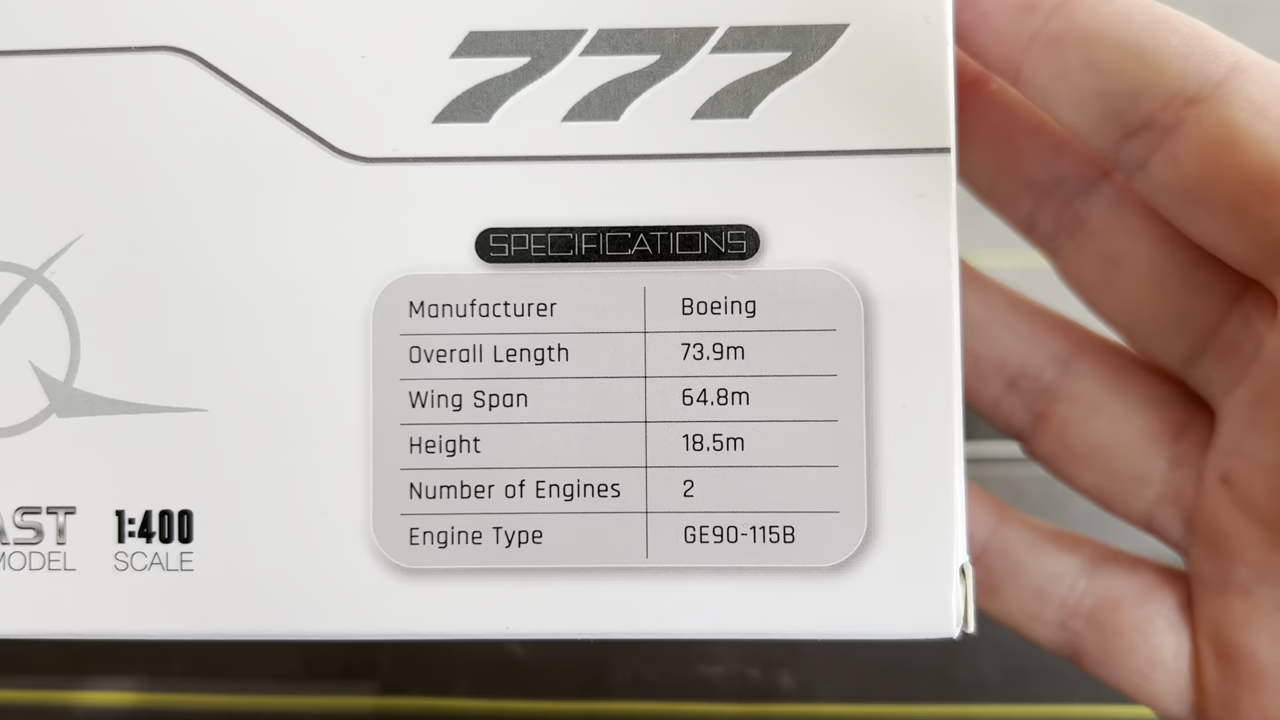 777
SPECIFICATIONS
Manufacturer Boeing
Overall Length 73.9m
Wing Span 64.8m
Height 18.5m
Number of Engines 2
Engine Type GE90-115B
1:400
MODEL SCALE